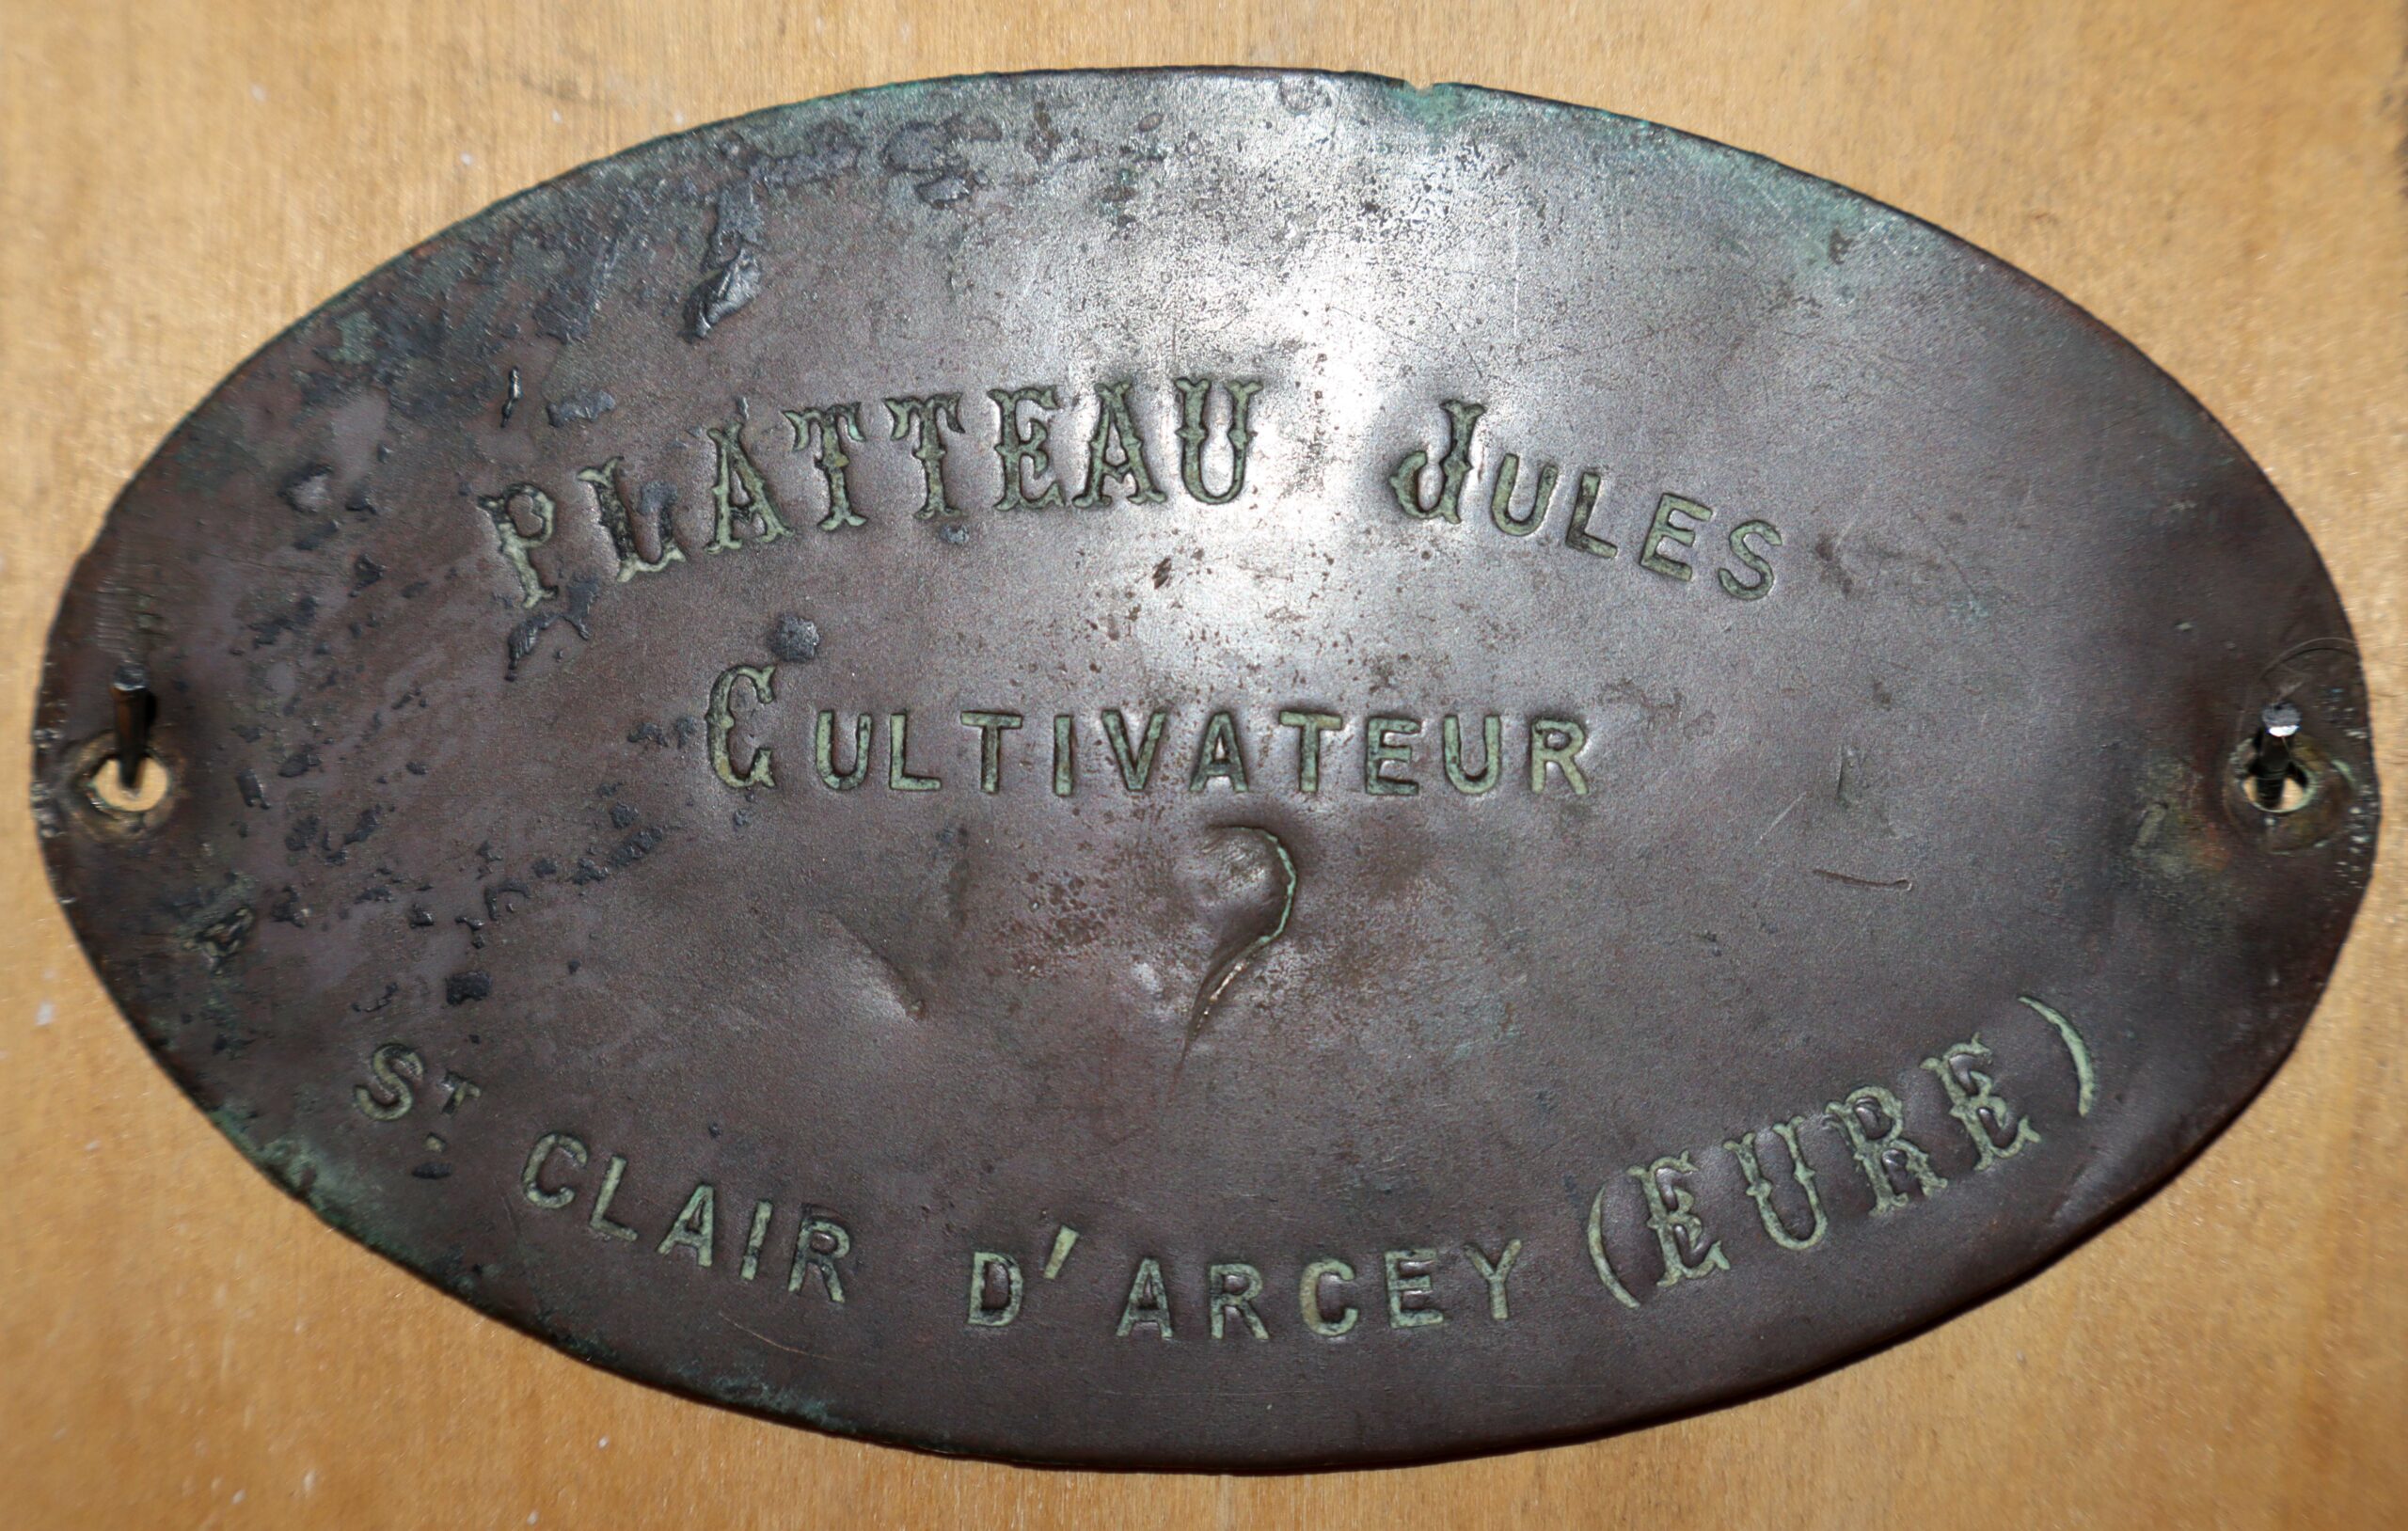 PLATTEAU JULES
CULTIVATEUR
ST. CLAIR D'ARCEY (EURE)